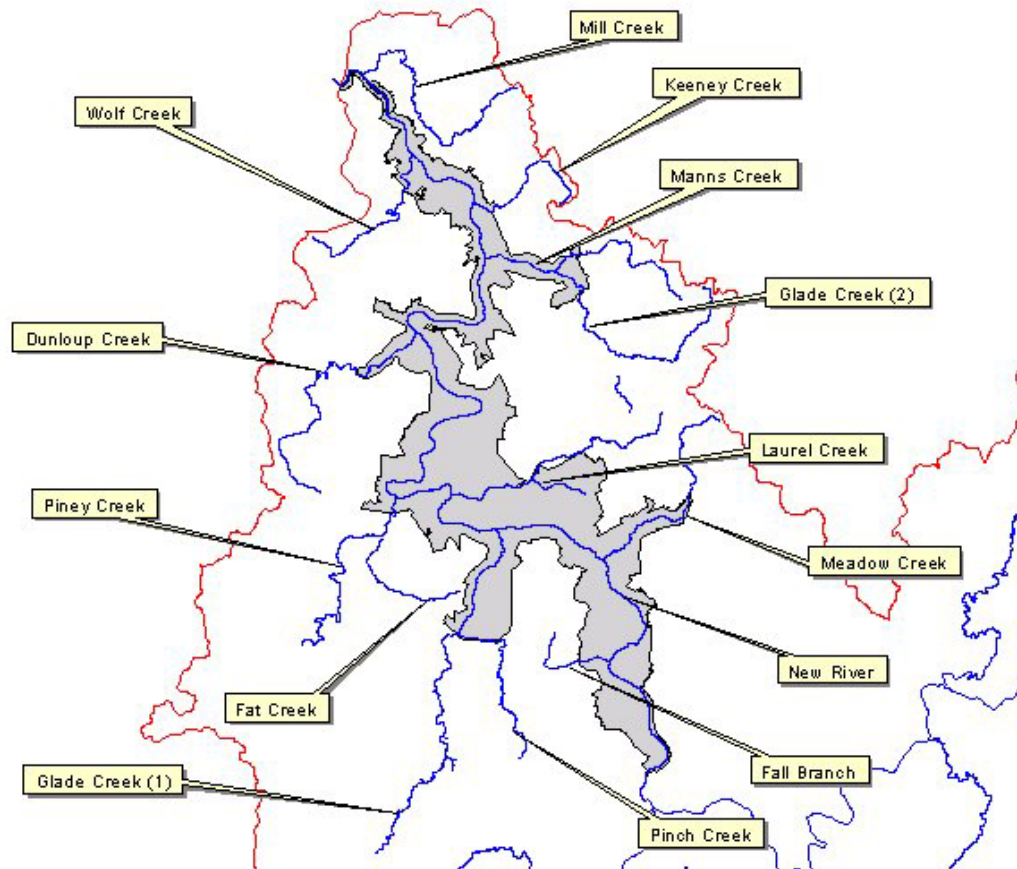 Mill Creek
Keeney Creek
Wolf Creek
Manns Creek
Glade Creek (2)
Dunloup Creek
Laurel Creek
Piney Creek
Meadow Creek
New River
Fat Creek
Fall Branch
Glade Creek (1)
Pinch Creek